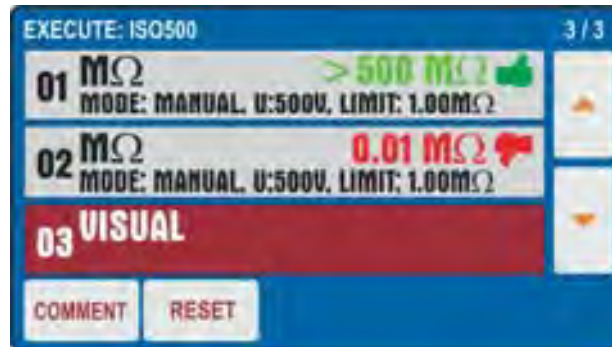 EXECUTE: ISO500 3/3
01 MΩ >500 MΩ
MODE: MANUAL, U:500V, LIMIT: 1.00MΩ
02 MΩ 0.01 MΩ
MODE: MANUAL, U:500V, LIMIT: 1.00MΩ
03 VISUAL
COMMENT RESET